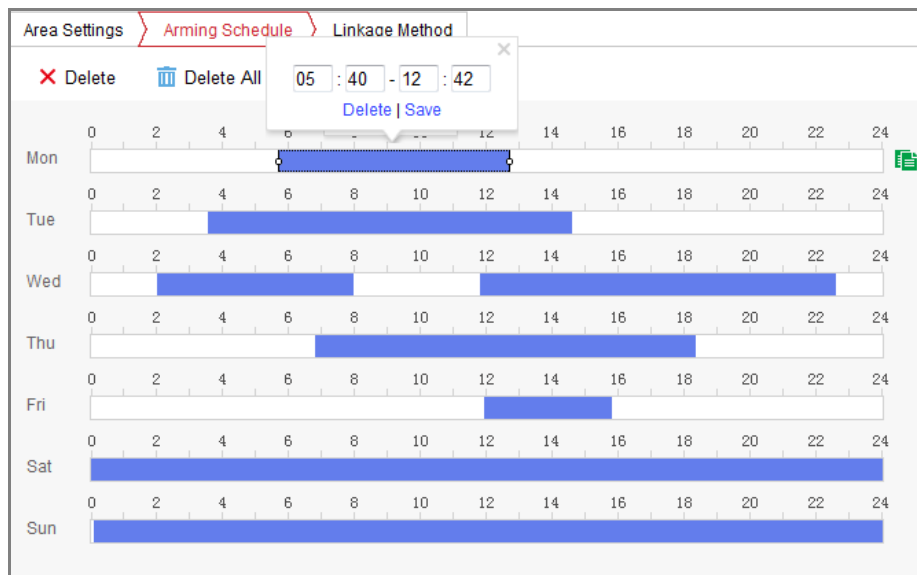 Area Settings Arming Schedule Linkage Method
05 : 40 - 12 : 42
Delete Delete All
Delete | Save
0 2 4 6 12 14 16 18 20 22 24
Mon
0 2 4 6 8 10 12 14 16 18 20 22 24
Tue
0 2 4 6 8 10 12 14 16 18 20 22 24
Wed
0 2 4 6 8 10 12 14 16 18 20 22 24
Thu
0 2 4 6 8 10 12 14 16 18 20 22 24
Fri
0 2 4 6 8 10 12 14 16 18 20 22 24
Sat
0 2 4 6 8 10 12 14 16 18 20 22 24
Sun